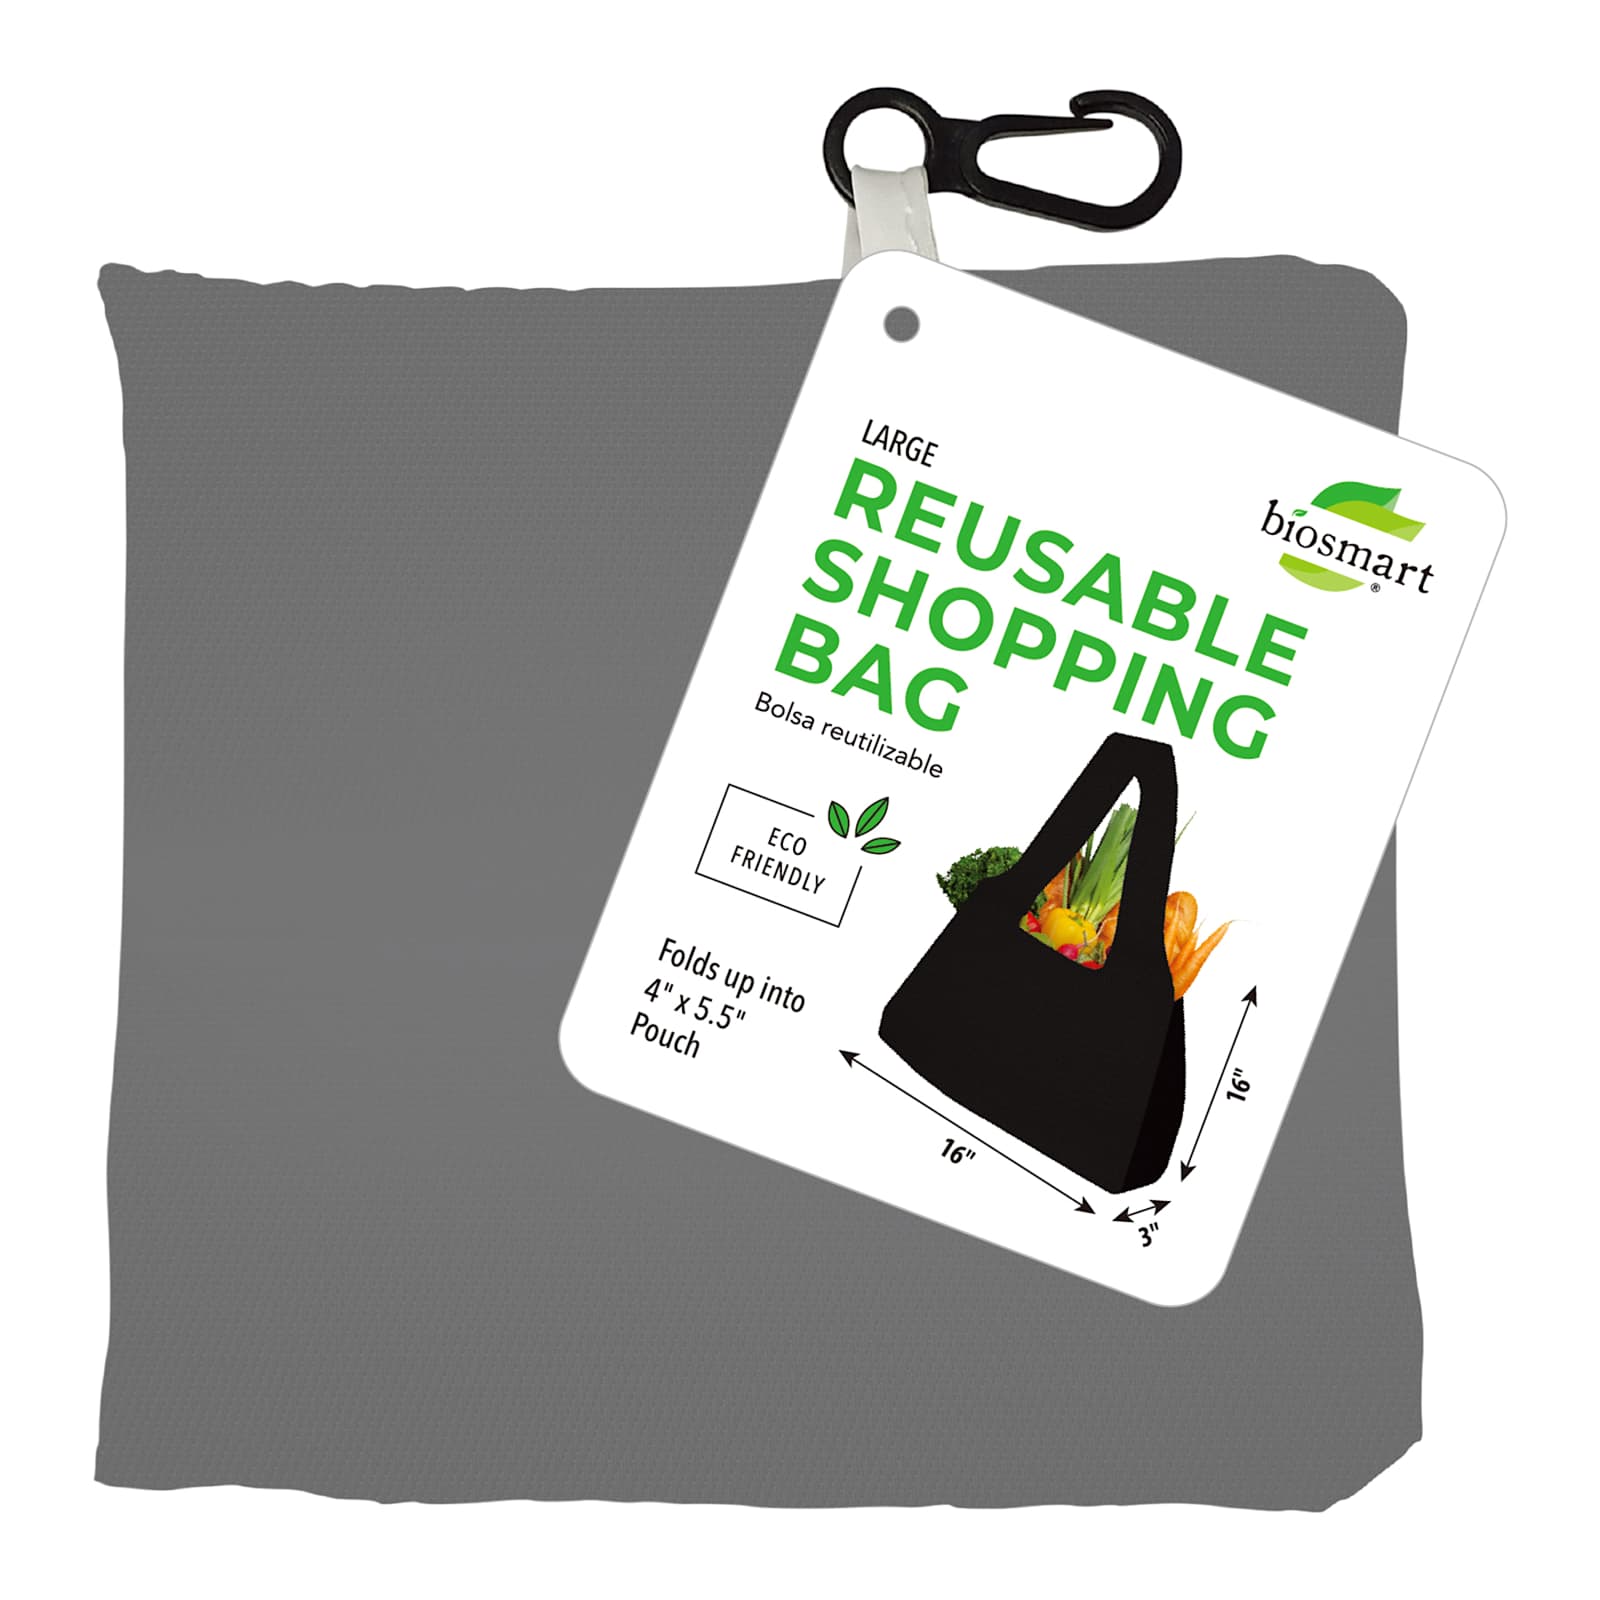 LARGE
REUSABLE
SHOPPING
BAG
Bolsa reutilizable
biosmart®
ECO
FRIENDLY
Folds up into
4" x 5.5"
Pouch
16"
16"
3"